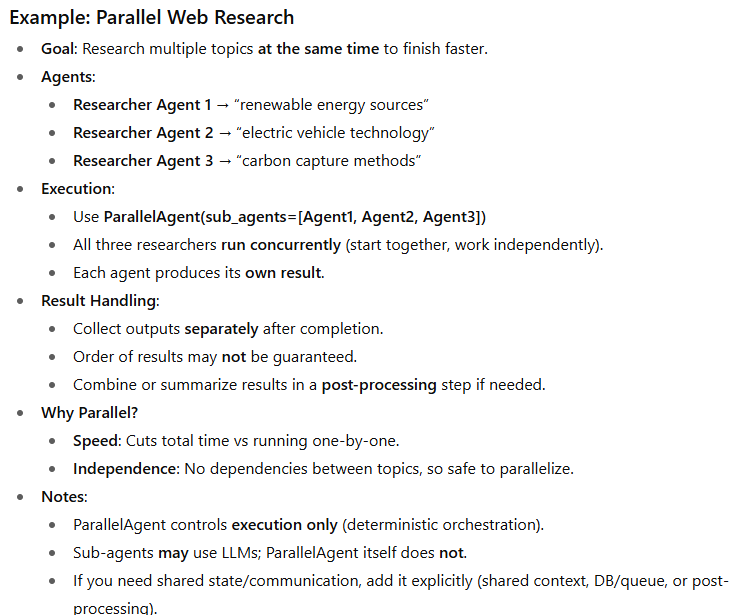 Example: Parallel Web Research
• Goal: Research multiple topics at the same time to finish faster.
• Agents:
• Researcher Agent 1 → “renewable energy sources”
• Researcher Agent 2 → “electric vehicle technology”
• Researcher Agent 3 → “carbon capture methods”
• Execution:
• Use ParallelAgent(sub_agents=[Agent1, Agent2, Agent3])
• All three researchers run concurrently (start together, work independently).
• Each agent produces its own result.
• Result Handling:
• Collect outputs separately after completion.
• Order of results may not be guaranteed.
• Combine or summarize results in a post-processing step if needed.
• Why Parallel?
• Speed: Cuts total time vs running one-by-one.
• Independence: No dependencies between topics, so safe to parallelize.
• Notes:
• ParallelAgent controls execution only (deterministic orchestration).
• Sub-agents may use LLMs; ParallelAgent itself does not.
• If you need shared state/communication, add it explicitly (shared context, DB/queue, or post-
processing).